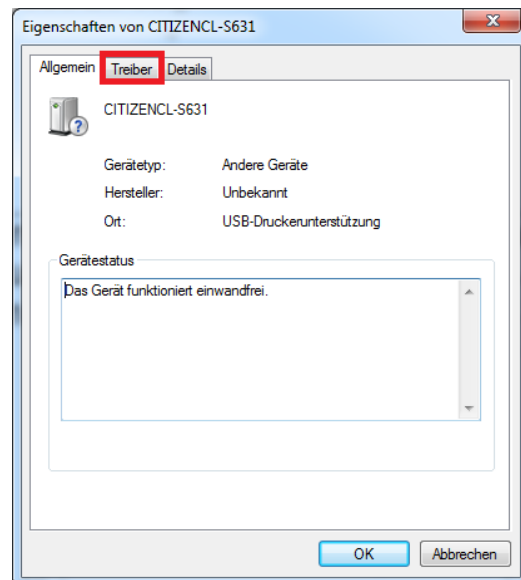 Eigenschaften von CITIZENCL-S631
Allgemein Treiber Details
CITIZENCL-S631
Gerätetyp: Andere Geräte
Hersteller: Unbekannt
Ort: USB-Druckerunterstützung
Gerätestatus
Das Gerät funktioniert einwandfrei.
OK Abbrechen